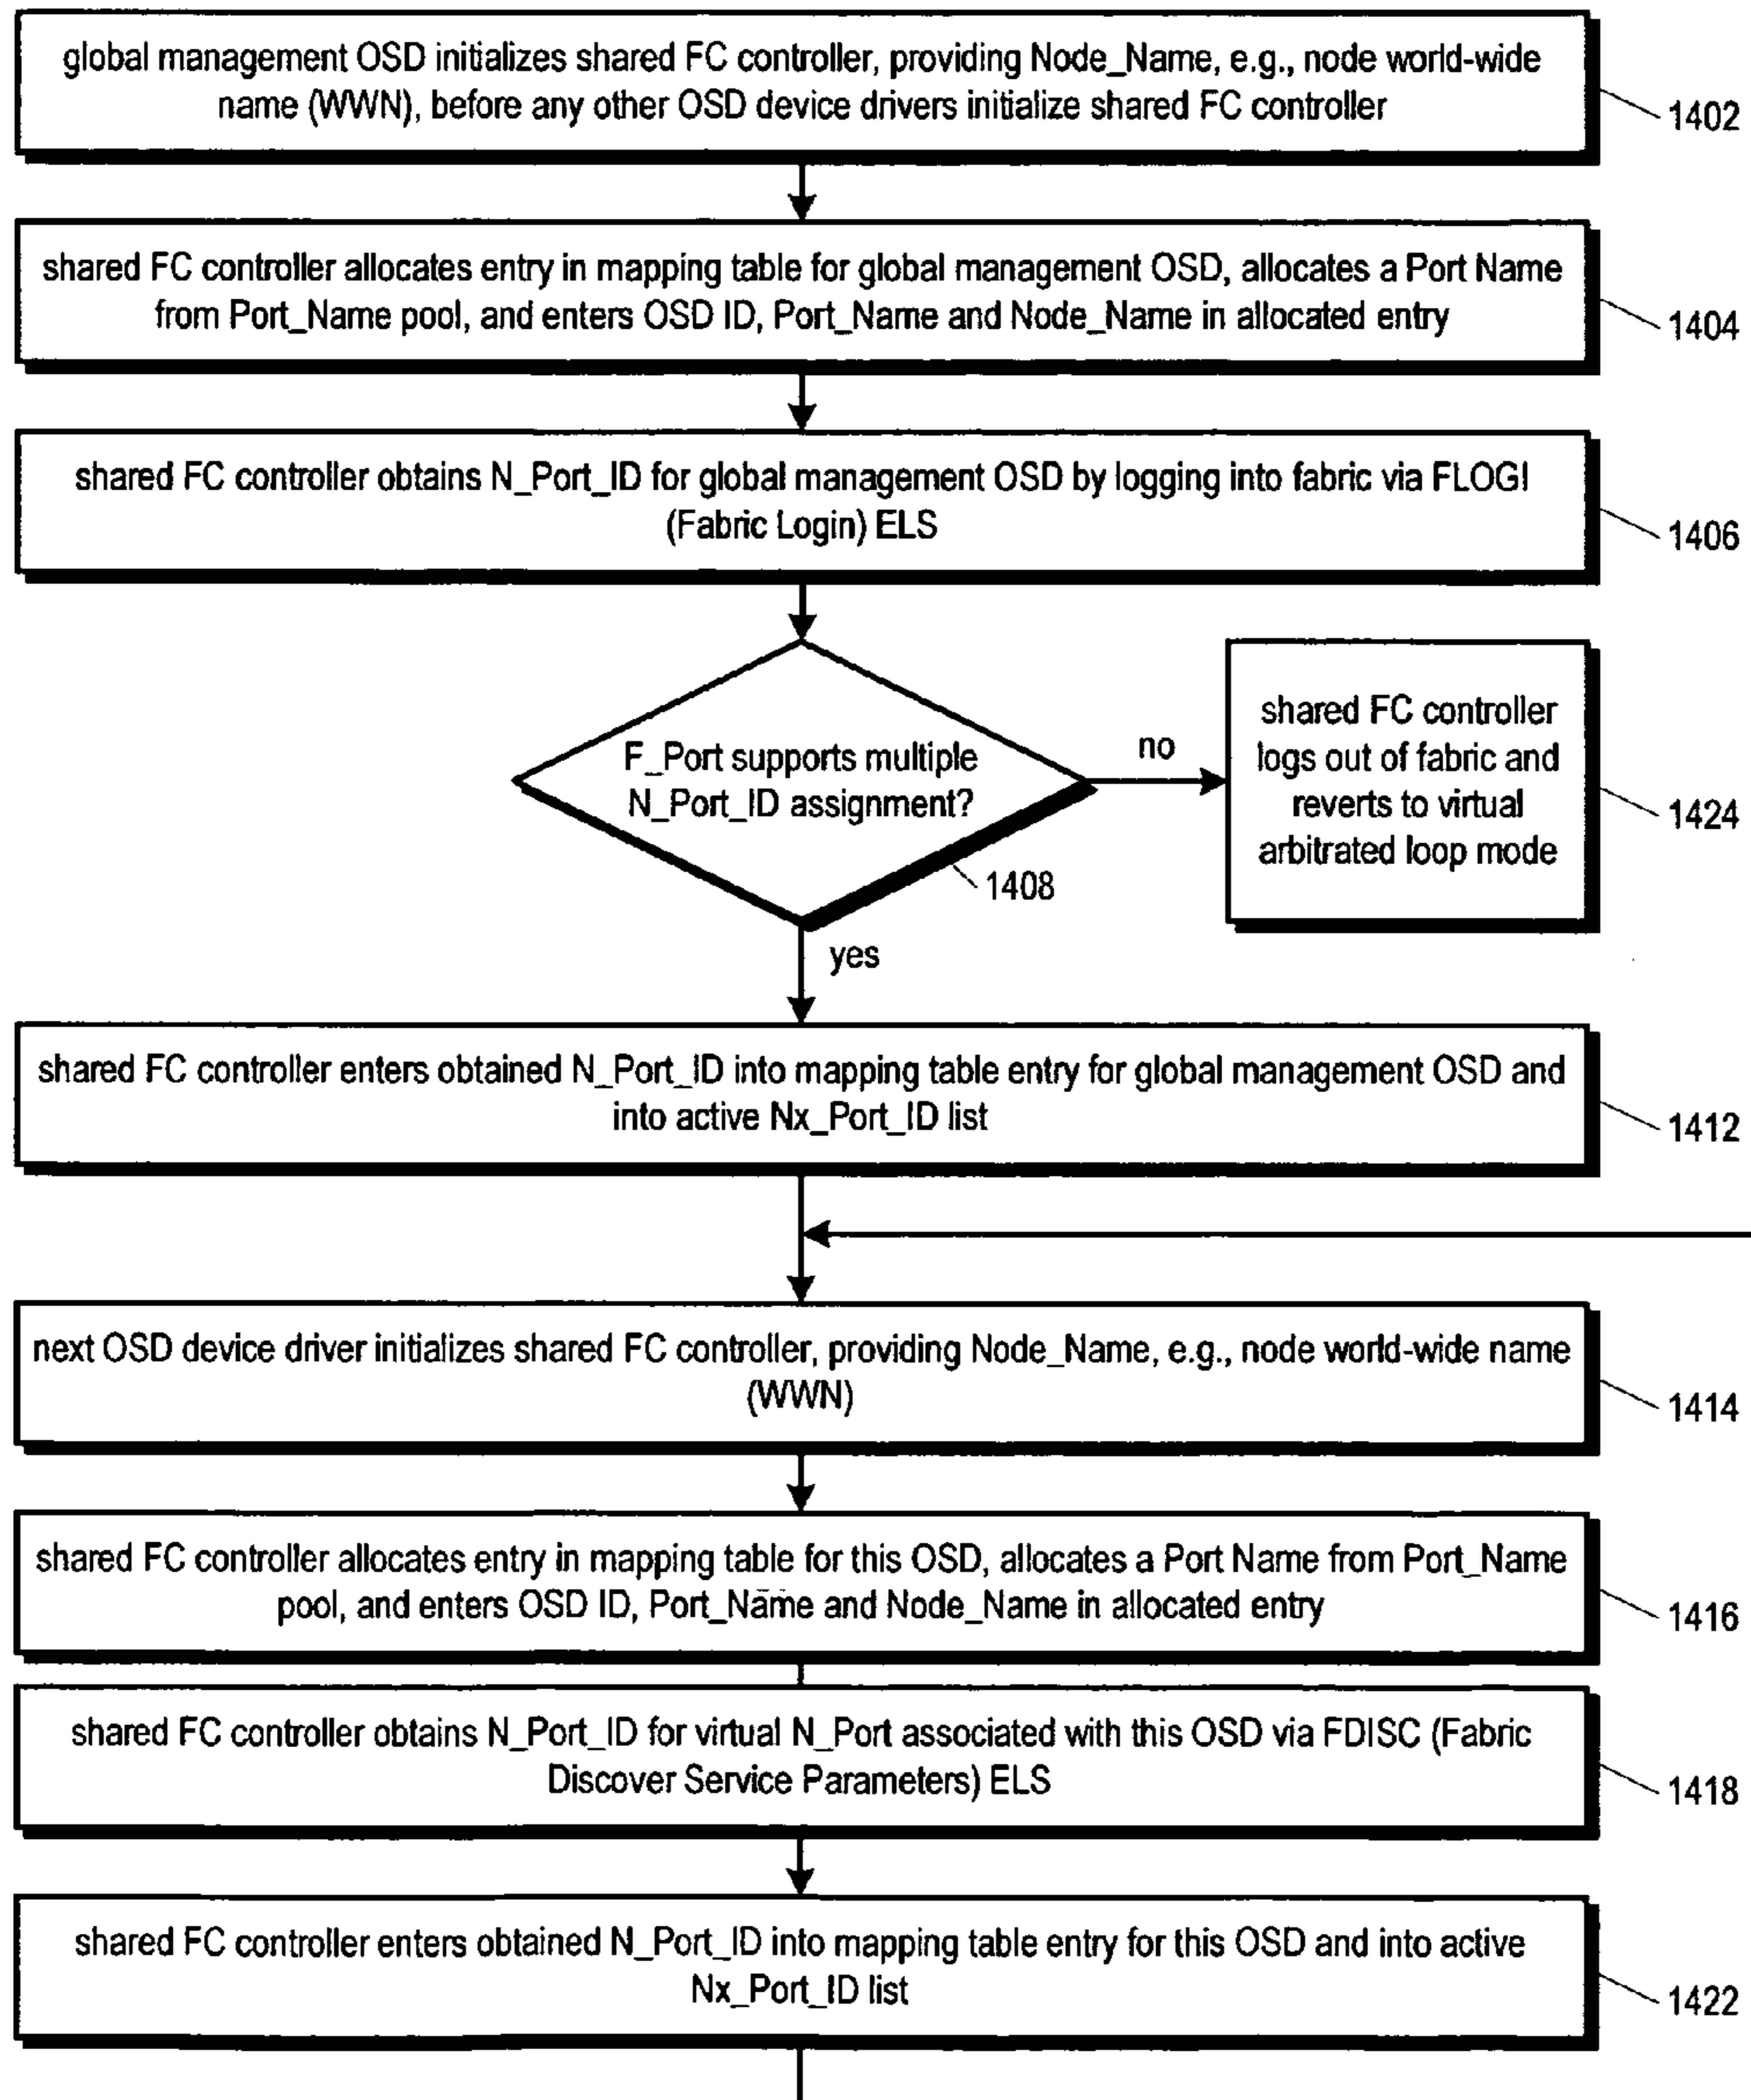 global management OSD initializes shared FC controller, providing Node_Name, e.g., node world-wide
name (WWN), before any other OSD device drivers initialize shared FC controller
1402
shared FC controller allocates entry in mapping table for global management OSD, allocates a Port Name
from Port_Name pool, and enters OSD ID, Port_Name and Node_Name in allocated entry
1404
shared FC controller obtains N_Port_ID for global management OSD by logging into fabric via FLOGI
(Fabric Login) ELS
1406
F_Port supports multiple
N_Port_ID assignment?
1408
no
shared FC controller
logs out of fabric and
reverts to virtual
arbitrated loop mode
1424
yes
shared FC controller enters obtained N_Port_ID into mapping table entry for global management OSD and
into active Nx_Port_ID list
1412
next OSD device driver initializes shared FC controller, providing Node_Name, e.g., node world-wide name
(WWN)
1414
shared FC controller allocates entry in mapping table for this OSD, allocates a Port Name from Port_Name
pool, and enters OSD ID, Port_Name and Node_Name in allocated entry
1416
shared FC controller obtains N_Port_ID for virtual N_Port associated with this OSD via FDISC (Fabric
Discover Service Parameters) ELS
1418
shared FC controller enters obtained N_Port_ID into mapping table entry for this OSD and into active
Nx_Port_ID list
1422